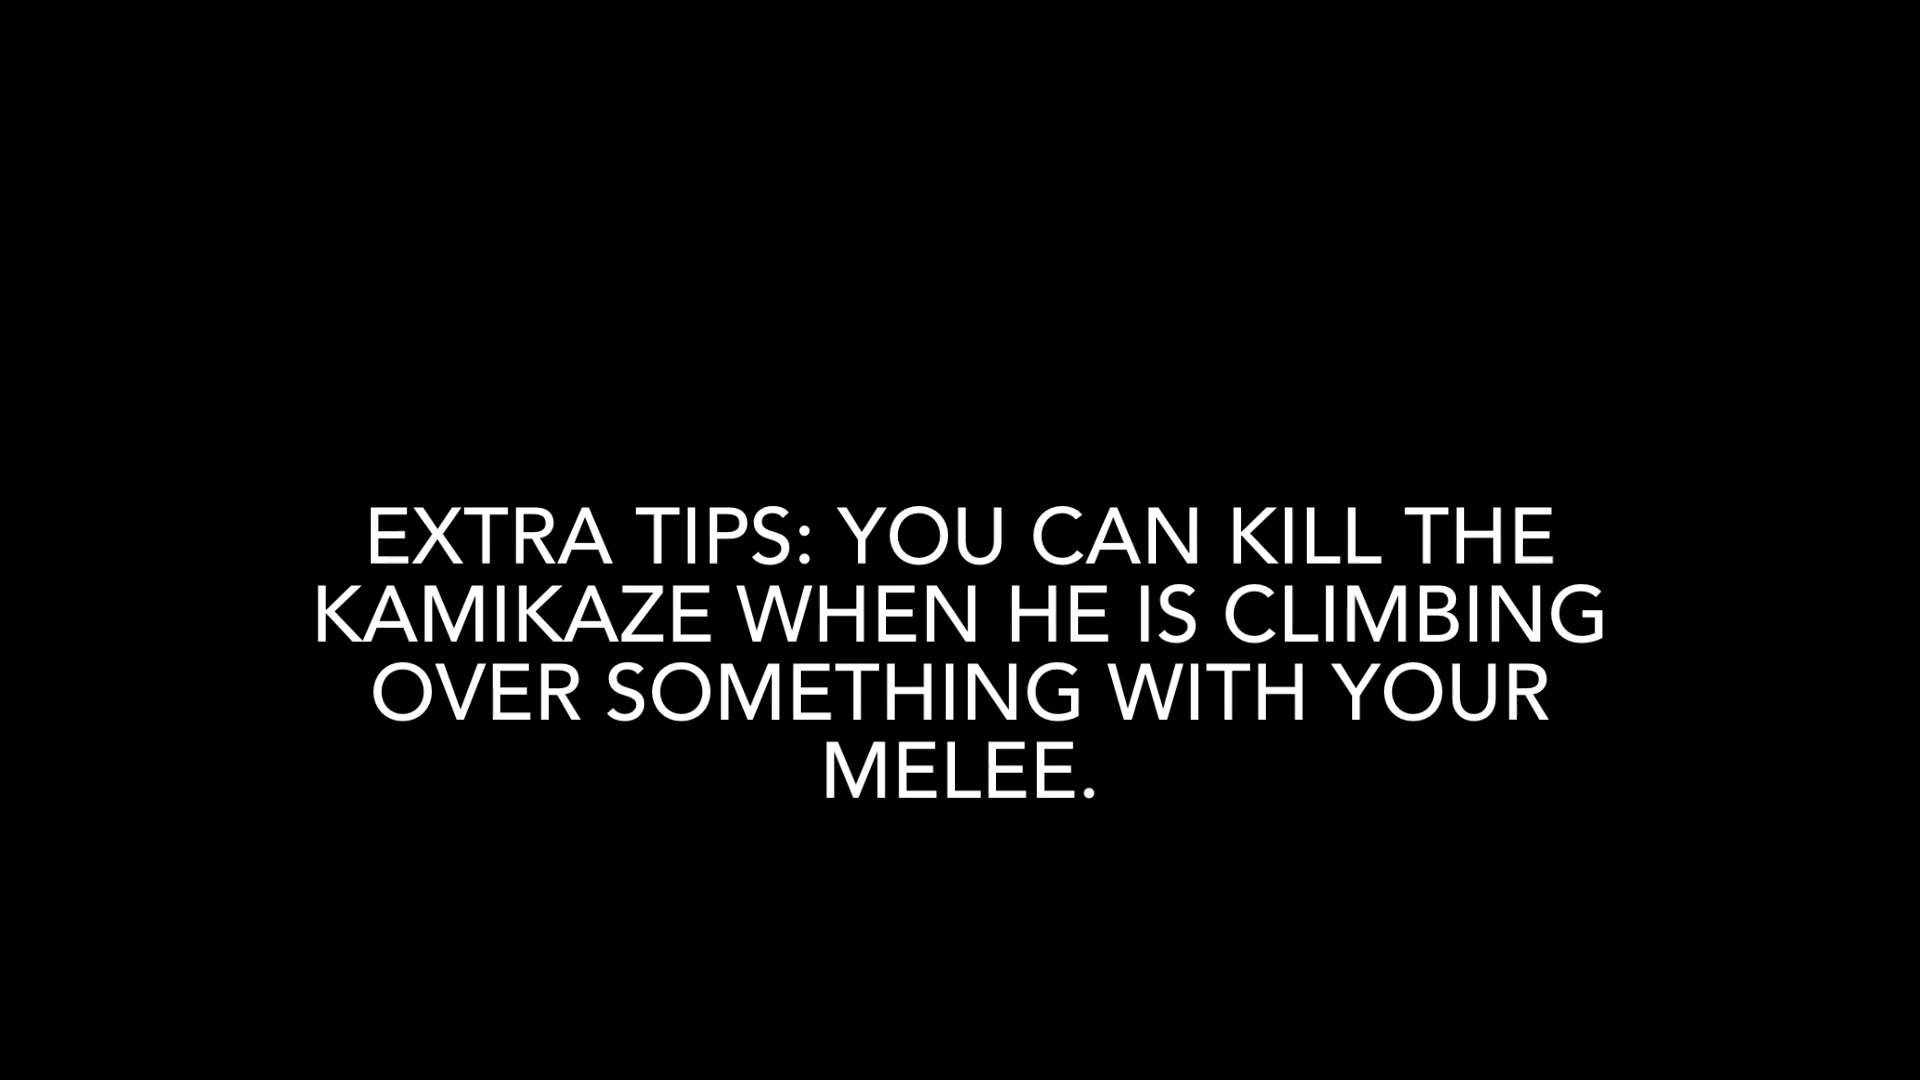 EXTRA TIPS: YOU CAN KILL THE
KAMIKAZE WHEN HE IS CLIMBING
OVER SOMETHING WITH YOUR
MELEE.